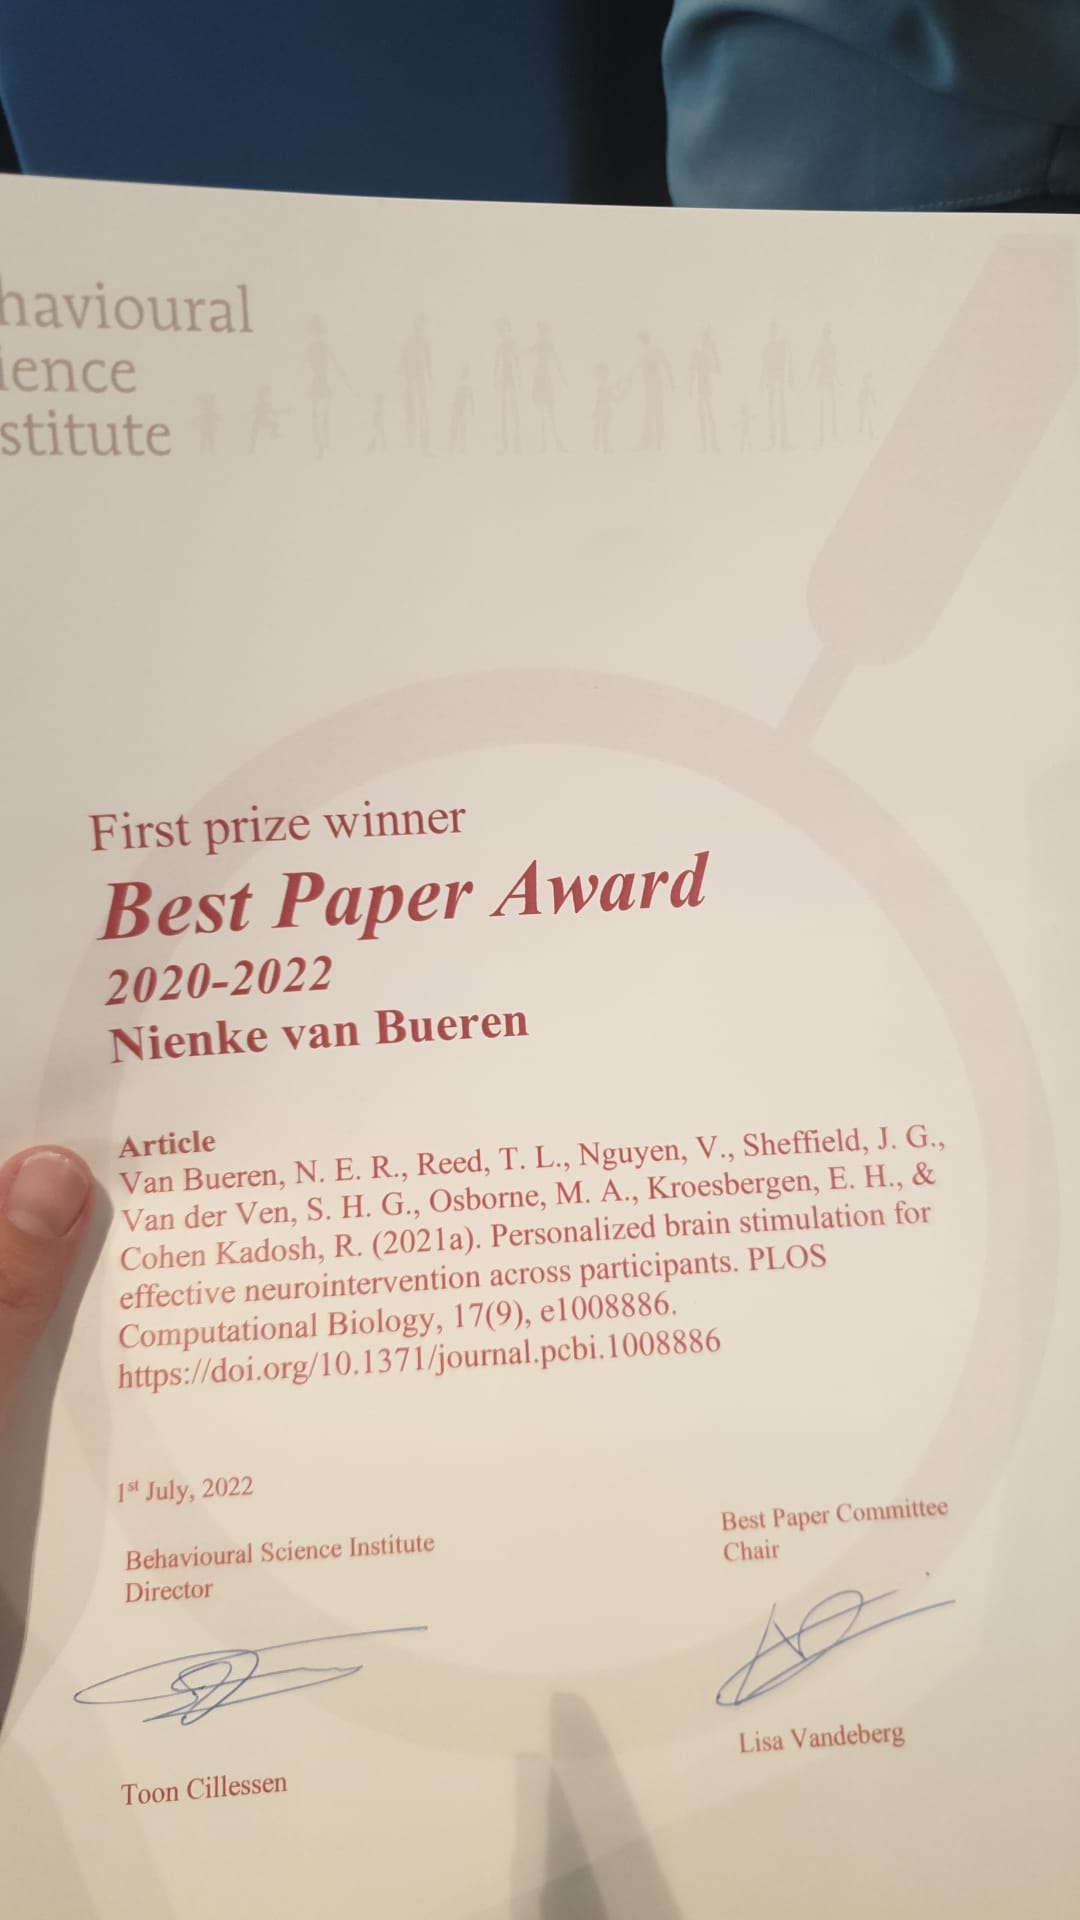 havioural
ience
stitute
First prize winner
Best Paper Award
2020-2022
Nienke van Bueren
Article
Van Bueren, N. E. R., Reed, T. L., Nguyen, V., Sheffield, J. G.,
Van der Ven, S. H. G., Osborne, M. A., Kroesbergen, E. H., &
Cohen Kadosh, R. (2021a). Personalized brain stimulation for
effective neurointervention across participants. PLOS
Computational Biology, 17(9), e1008886.
https://doi.org/10.1371/journal.pcbi.1008886
1st July, 2022
Behavioural Science Institute
Director
Best Paper Committee
Chair
Toon Cillessen
Lisa Vandeberg